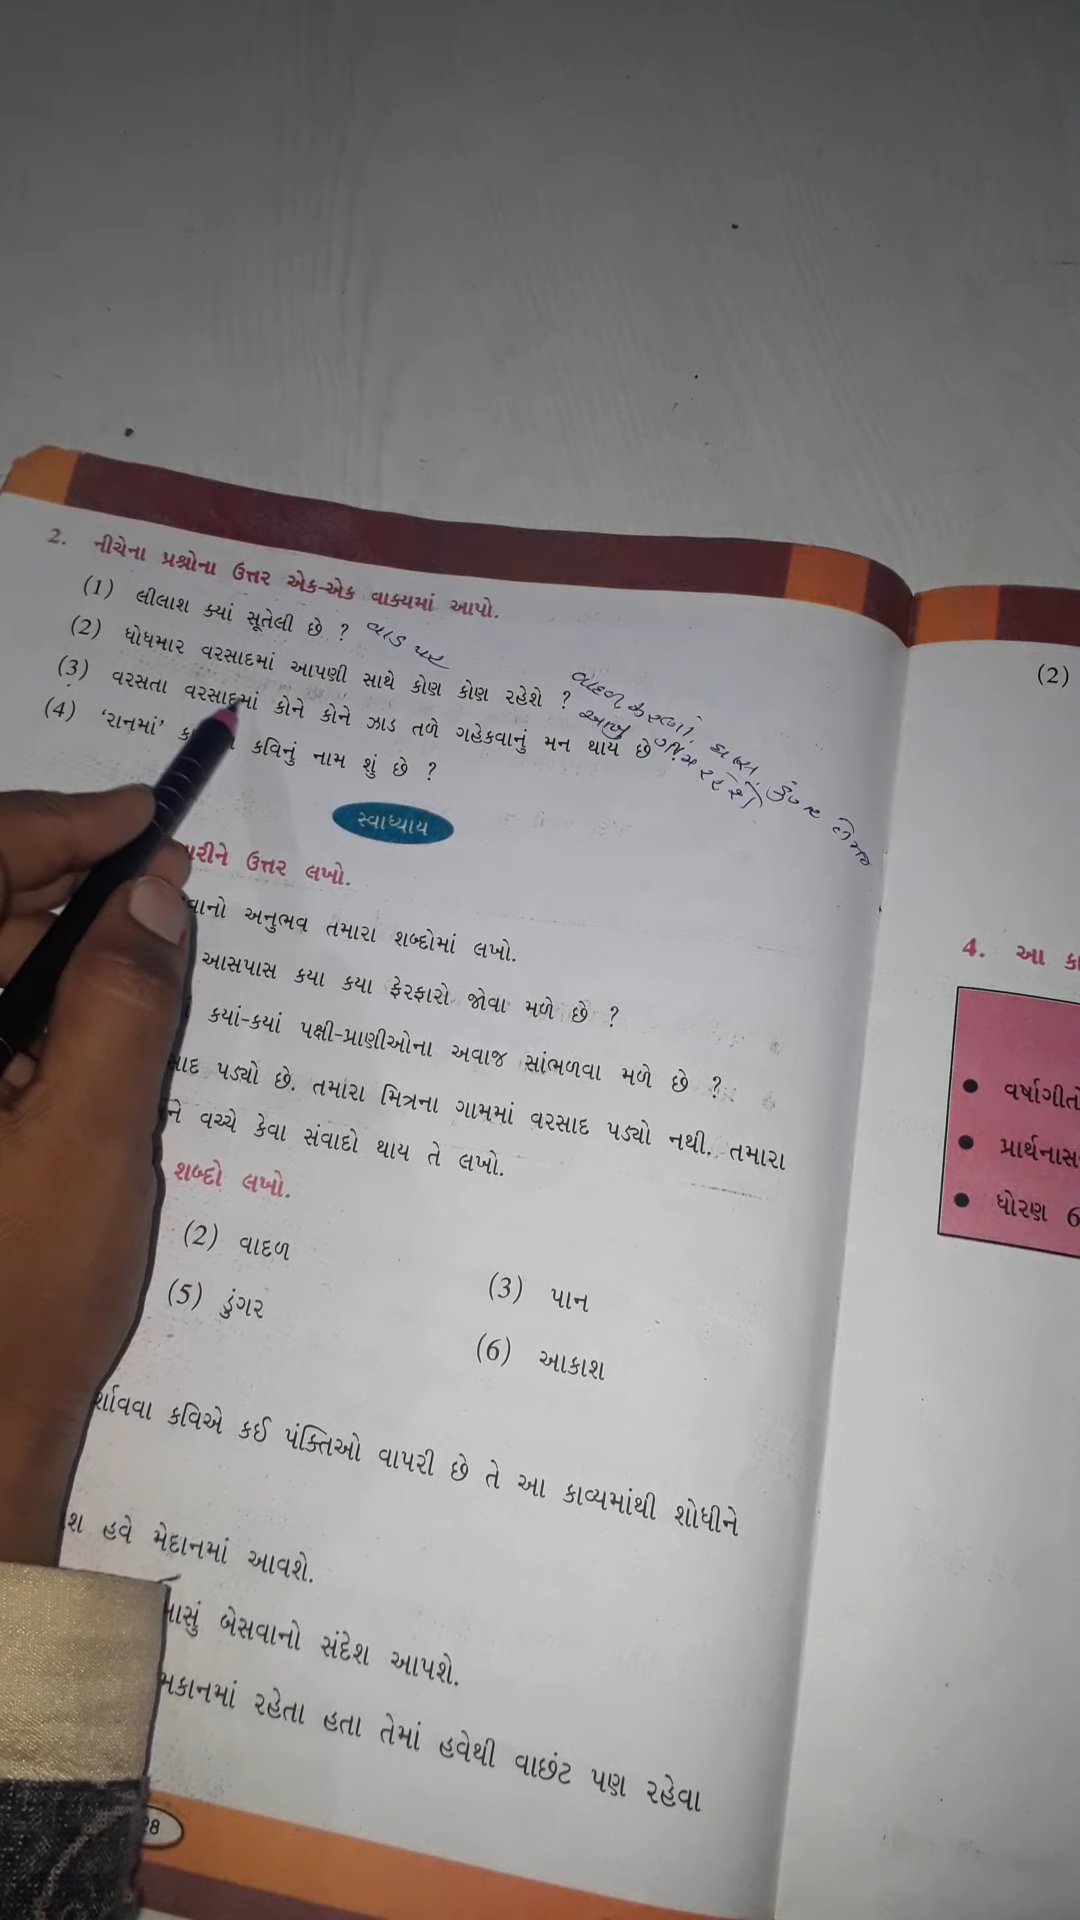 2. નીચેના પ્રશ્નોના ઉત્તર એક-એક વાક્યમાં આપો.
(1) લીલાશ ક્યાં સૂતેલી છે ? વાડ પર
(2) ધોધમાર વરસાદમાં આપણી સાથે કોણ કોણ રહેશે ?
(3) વરસતા વરસાદમાં કોને કોને ઝાડ તળે ગહેકવાનું મન થાય છે
(4) ‘રાનમાં’ કવિનું નામ શું છે ?
સ્વાધ્યાય
ઉત્તર લખો.
અનુભવ તમારા શબ્દોમાં લખો.
આસપાસ કયા કયા ફેરફારો જોવા મળે છે ?
કયાં-કયાં પક્ષી-પ્રાણીઓના અવાજ સાંભળવા મળે છે ?
પડ્યો છે. તમારા મિત્રના ગામમાં વરસાદ પડ્યો નથી. તમારા
વચ્ચે કેવા સંવાદો થાય તે લખો.
શબ્દો લખો.
(2) વાદળ
(3) પાન
(5) ડુંગર
(6) આકાશ
કવિએ કઈ પંક્તિઓ વાપરી છે તે આ કાવ્યમાંથી શોધીને
હવે મેદાનમાં આવશે.
બેસવાનો સંદેશ આપશે.
રહેતા હતા તેમાં હવેથી વાછંટ પણ રહેવા
(2)
4. આ
વર્ષાગીતો
ધોરણ 6